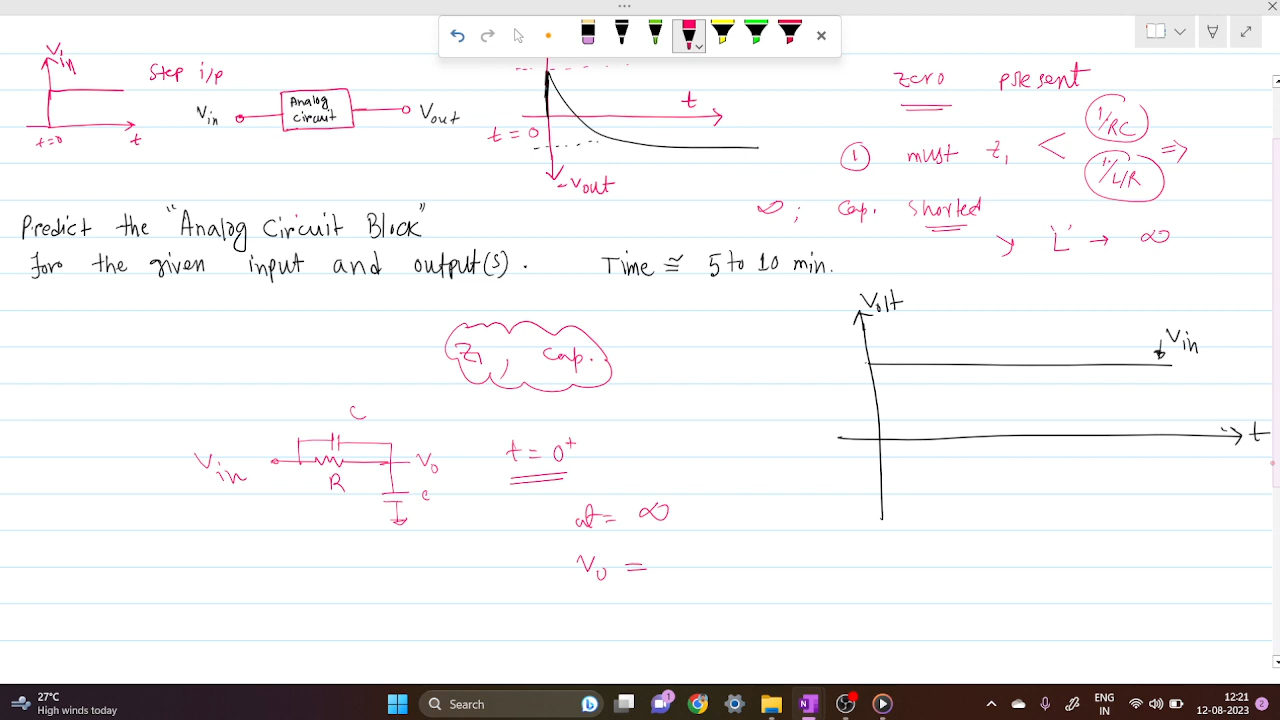 Vin
Step i/p
t=0
t
Vin
Analog
circuit
Vout
t = 0
t
-Vout
zero present
① must z1 < 1/RC ⇒
1/L/R
∞ ; cap. shorted
'L' → ∞
Predict the "Analog Circuit Block"
for the given input and output(s). Time ≅ 5 to 10 min.
Z1, Cap.
C
Vin
R
Vo
c
t = 0+
at = ∞
Vo =
Volt
Vin
t
27°C
High winds today
Search
1
ENG
IN
12:21
12-08-2023
2